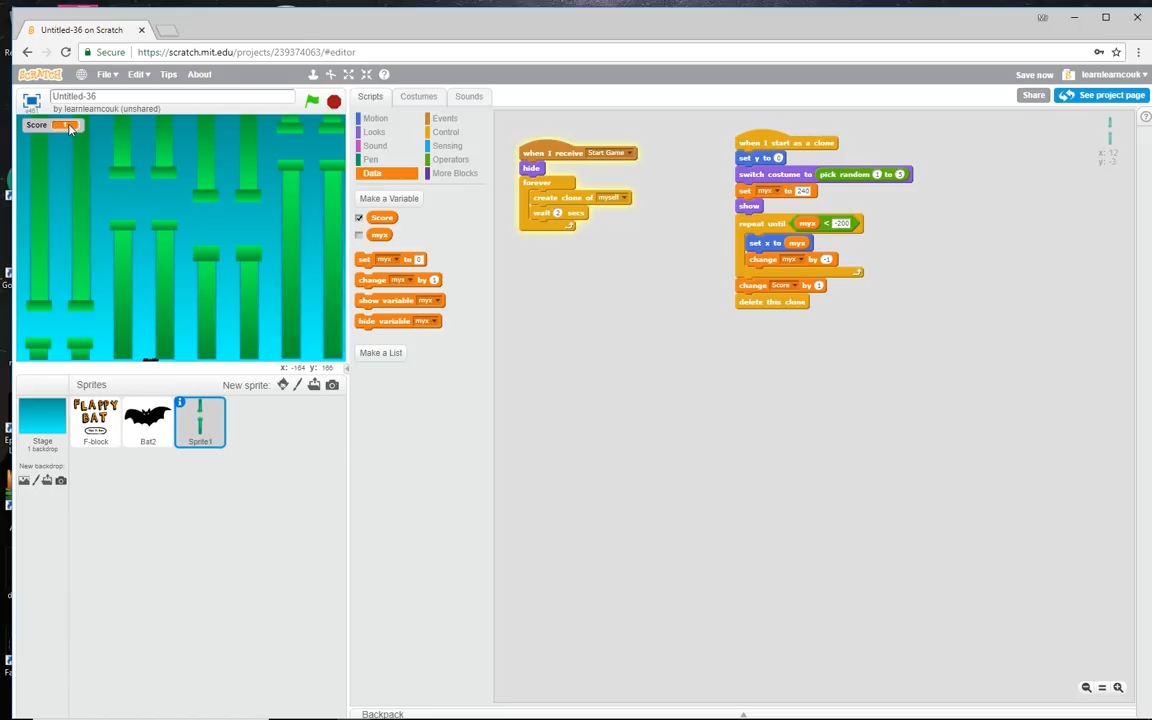 Untitled-36 on Scratch
Secure https://scratch.mit.edu/projects/239374063/#editor
SCRATCH File Edit Tips About Save now learnlearncouk
Untitled-36
by learnlearncouk (unshared)
v461
Scripts Costumes Sounds
Share See project page
Score
Motion Events
Looks Control
Sound Sensing
Pen Operators
Data More Blocks
Make a Variable
Score
myx
set myx to 0
change myx by 1
show variable myx
hide variable myx
Make a List
when I receive Start Game
hide
forever
create clone of myself
wait 2 secs
when I start as a clone
set y to 0
switch costume to pick random 1 to 5
set myx to 240
show
repeat until myx < -200
set x to myx
change myx by -1
change Score by 1
delete this clone
x: 12
y: -3
x: -164 y: 166
Sprites New sprite:
FLAPPY
BAT
Stage
1 backdrop
F-block Bat2 Sprite1
New backdrop:
Backpack